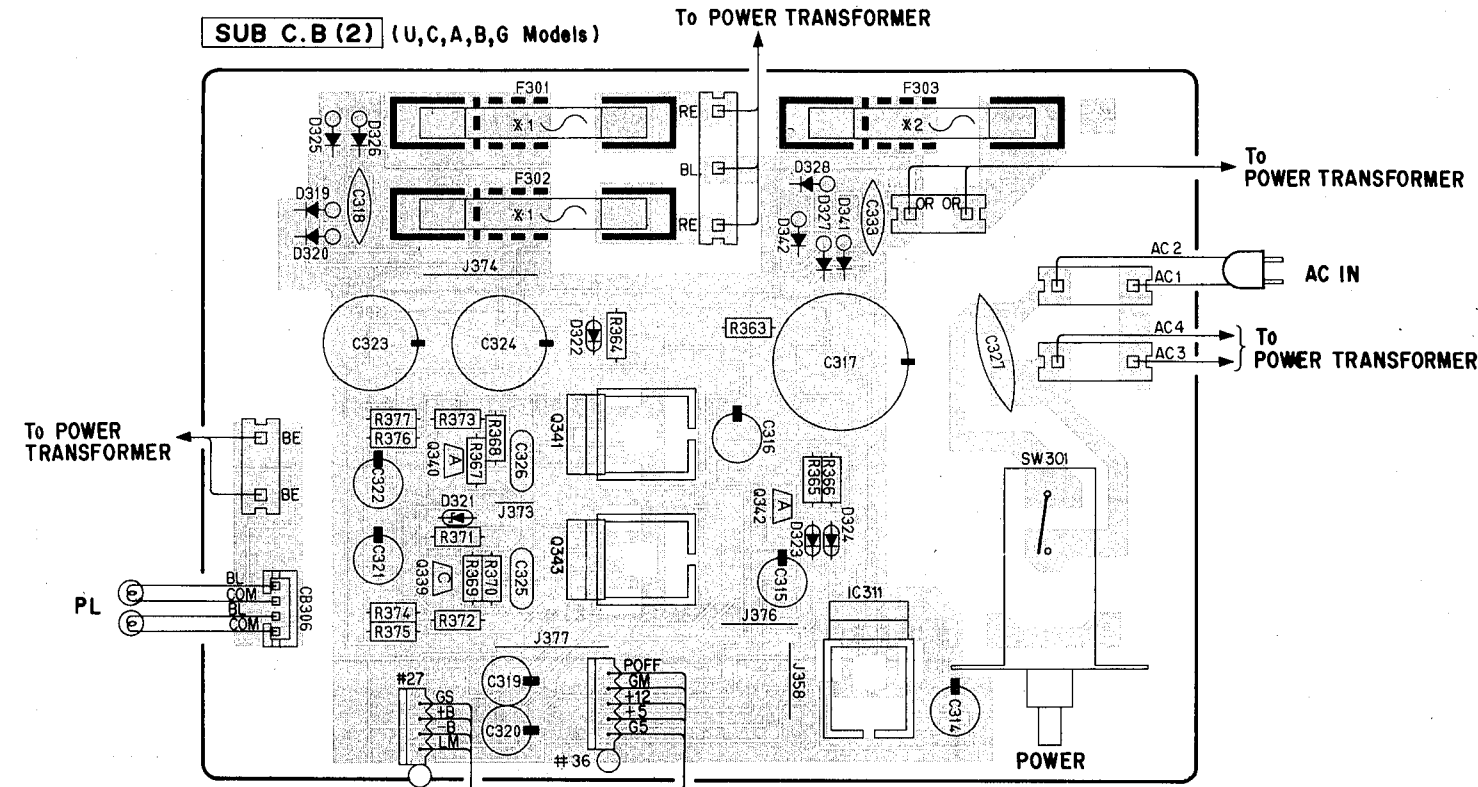 SUB C.B (2) (U,C,A,B,G Models)
To POWER TRANSFORMER
F301
F303
D325
D326
※1
RE
※2
BL
D328
To
POWER TRANSFORMER
F302
D319
C318
※1
D320
RE
D327
D341
D342
C333
OR OR
J374
AC 2
AC1
AC IN
C323
C324
D322
R364
R363
C317
C327
AC4
AC3
To
POWER TRANSFORMER
To POWER
TRANSFORMER
BE
BE
R377
R376
R373
R368
R367
Q340
A
C326
C322
Q341
C316
SW301
J373
D321
R371
R365
R366
Q342
A
D323
D324
C321
Q339
C
R369
R370
C325
Q343
C315
IC311
PL
BL
COM
BL
COM
CB306
R374
R375
R372
J376
J377
J358
#27
GS
+B
-B
LM
C319
C320
POFF
GM
+12
+5
G5
#36
C314
POWER